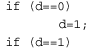 if (d==0)
d=1;
if (d==1)